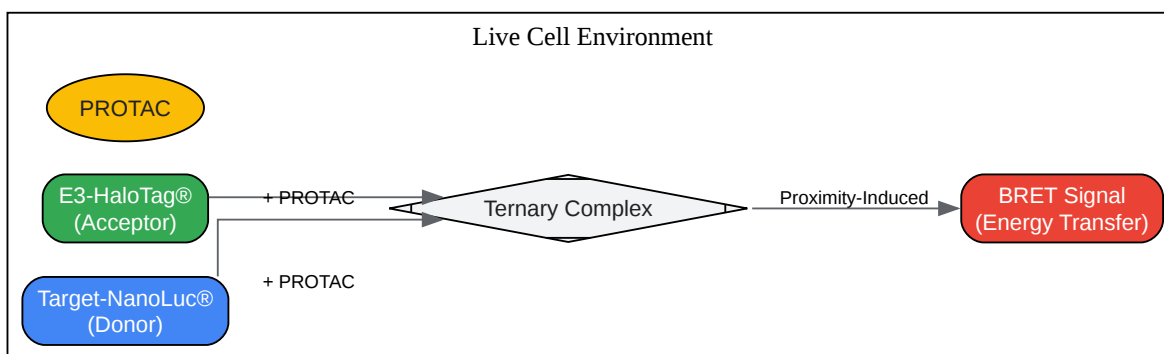 Live Cell Environment
PROTAC
E3-HaloTag®
(Acceptor)
+ PROTAC
Ternary Complex
Proximity-Induced
BRET Signal
(Energy Transfer)
+ PROTAC
Target-NanoLuc®
(Donor)